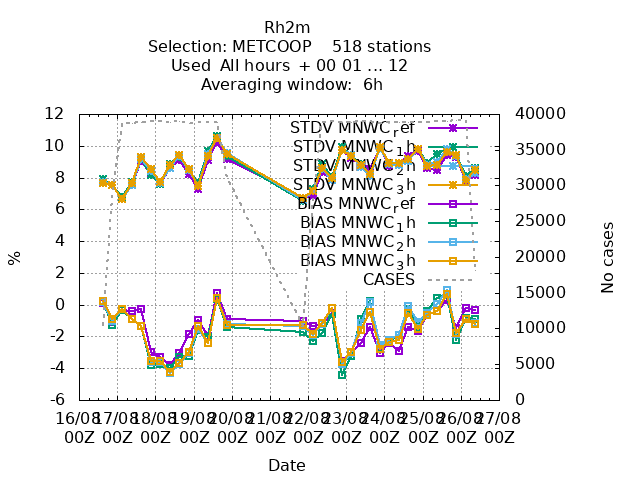 Rh2m
Selection: METCOOP 518 stations
Used All hours + 00 01 ... 12
Averaging window: 6h
12
10
8
6
4
2
0
-2
-4
-6
%
40000
35000
30000
25000
20000
15000
10000
5000
0
No cases
STDV MNWC_ref
STDV MNWC_1h
STDV MNWC_2h
STDV MNWC_3h
BIAS MNWC_ref
BIAS MNWC_1h
BIAS MNWC_2h
BIAS MNWC_3h
CASES
16/08 17/08 18/08 19/08 20/08 21/08 22/08 23/08 24/08 25/08 26/08 27/08
00Z 00Z 00Z 00Z 00Z 00Z 00Z 00Z 00Z 00Z 00Z 00Z
Date